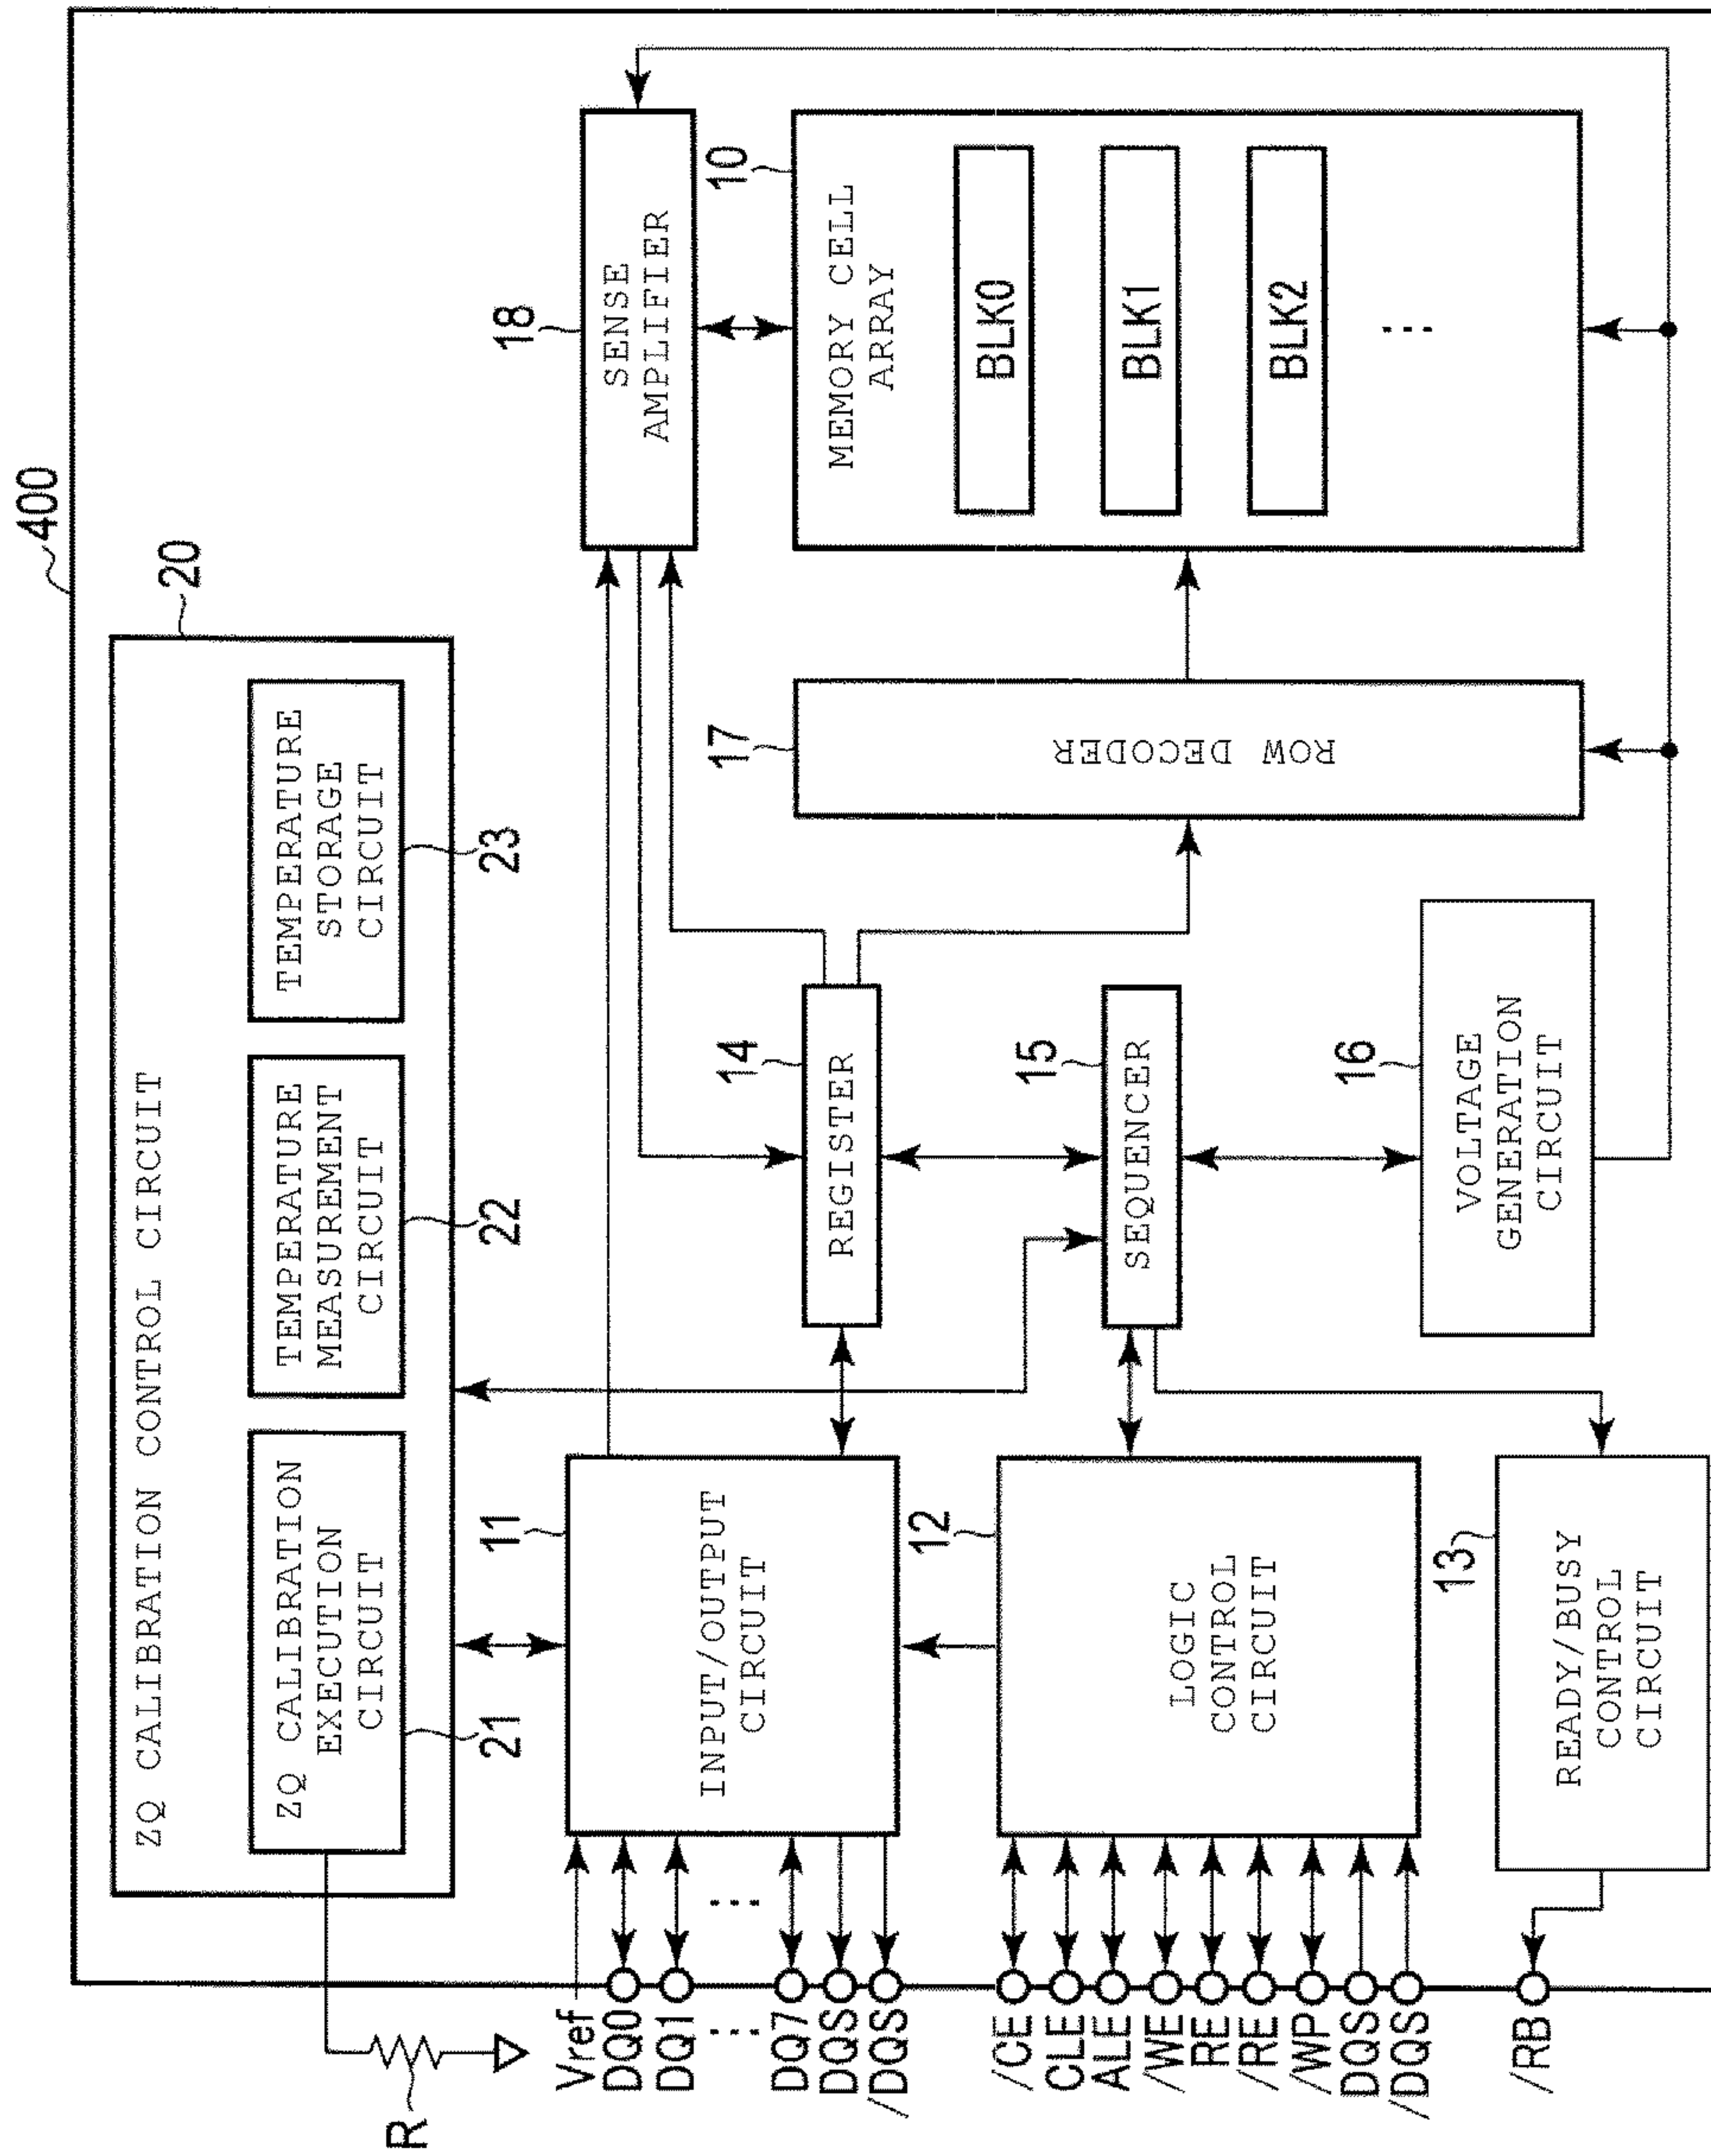 400
20
ZQ CALIBRATION CONTROL CIRCUIT
ZQ CALIBRATION
EXECUTION
CIRCUIT
21
TEMPERATURE
MEASUREMENT
CIRCUIT
22
TEMPERATURE
STORAGE
CIRCUIT
23
R
Vref
DQ0
DQ1
...
DQ7
DQS
/DQS
...
11
INPUT/OUTPUT
CIRCUIT
18
SENSE
AMPLIFIER
14
REGISTER
17
ROW DECODER
10
MEMORY CELL
ARRAY
BLK0
BLK1
BLK2
...
/CE
CLE
ALE
/WE
RE
/RE
/WP
DQS
/DQS
12
LOGIC
CONTROL
CIRCUIT
15
SEQUENCER
16
VOLTAGE
GENERATION
CIRCUIT
/RB
13
READY/BUSY
CONTROL
CIRCUIT